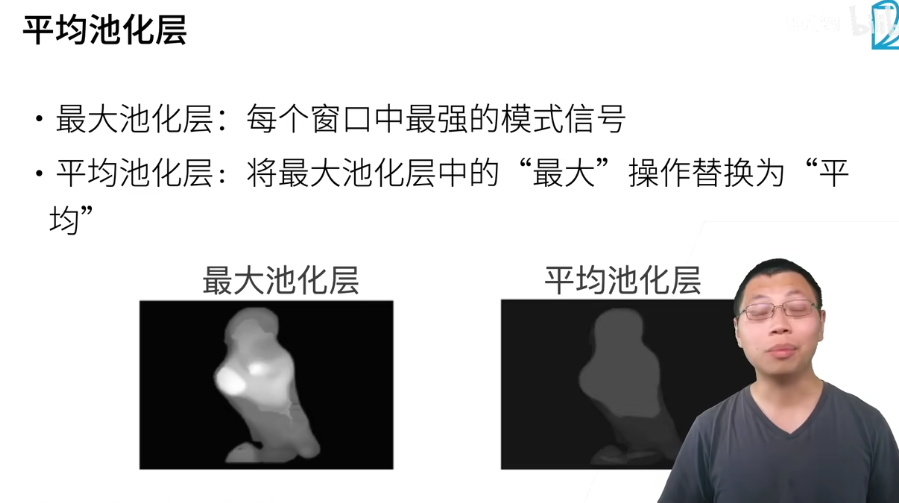 平均池化层
• 最大池化层：每个窗口中最强的模式信号
• 平均池化层：将最大池化层中的“最大”操作替换为“平
均”
最大池化层
平均池化层